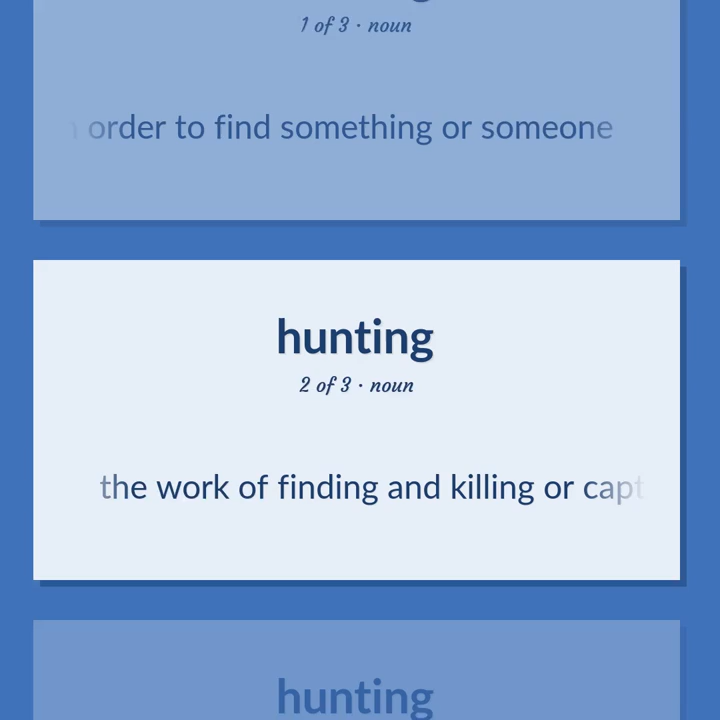 1 of 3 · noun
order to find something or someone
hunting
2 of 3 · noun
the work of finding and killing or
hunting